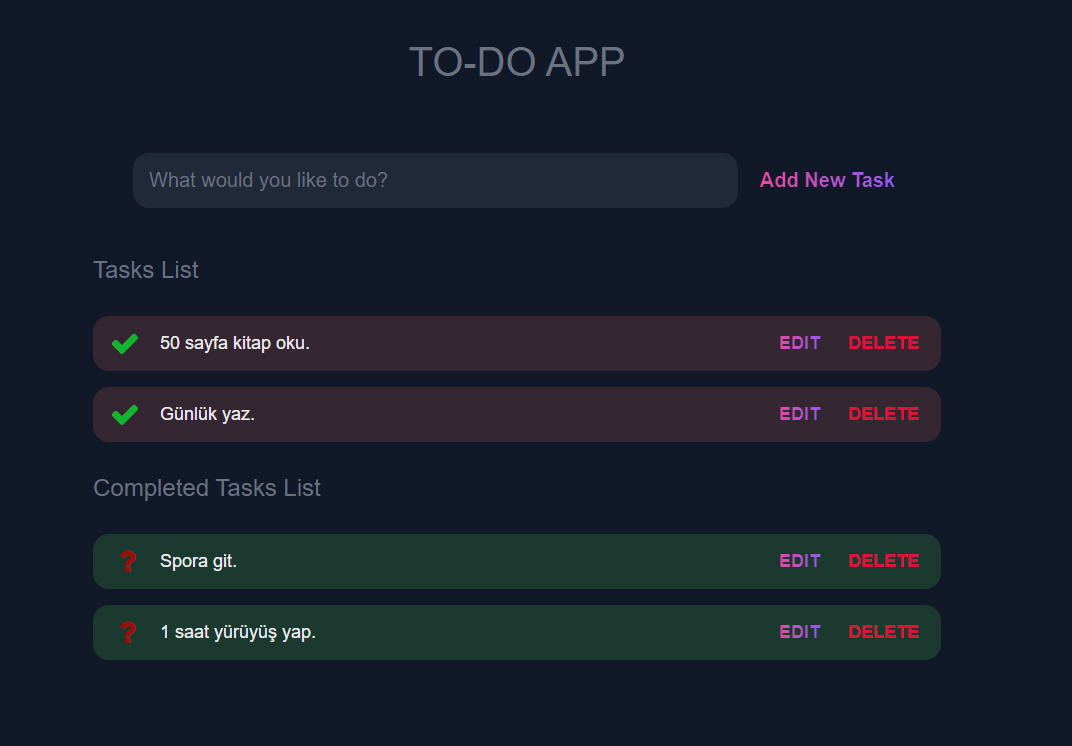 TO-DO APP
What would you like to do? Add New Task
Tasks List
50 sayfa kitap oku. EDIT DELETE
Günlük yaz. EDIT DELETE
Completed Tasks List
? Spora git. EDIT DELETE
? 1 saat yürüyüş yap. EDIT DELETE